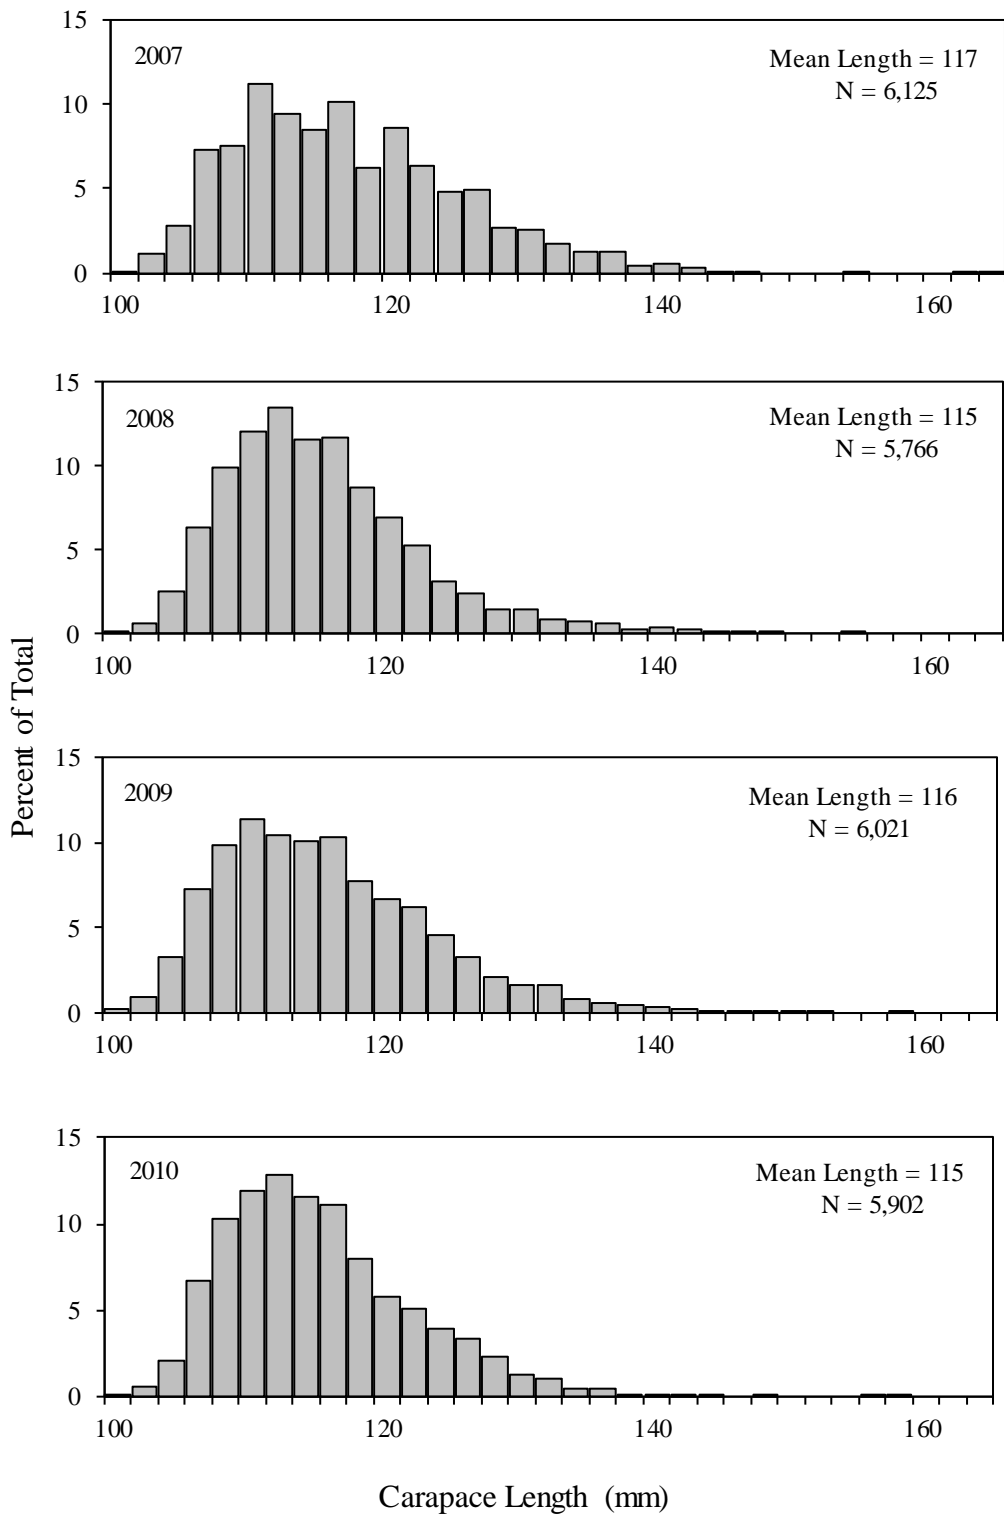 15
2007
Mean Length = 117
N = 6,125
10
5
0
100 120 140 160
15
2008
Mean Length = 115
N = 5,766
10
5
0
100 120 140 160
Percent of Total
15
2009
Mean Length = 116
N = 6,021
10
5
0
100 120 140 160
15
2010
Mean Length = 115
N = 5,902
10
5
0
100 120 140 160
Carapace Length (mm)